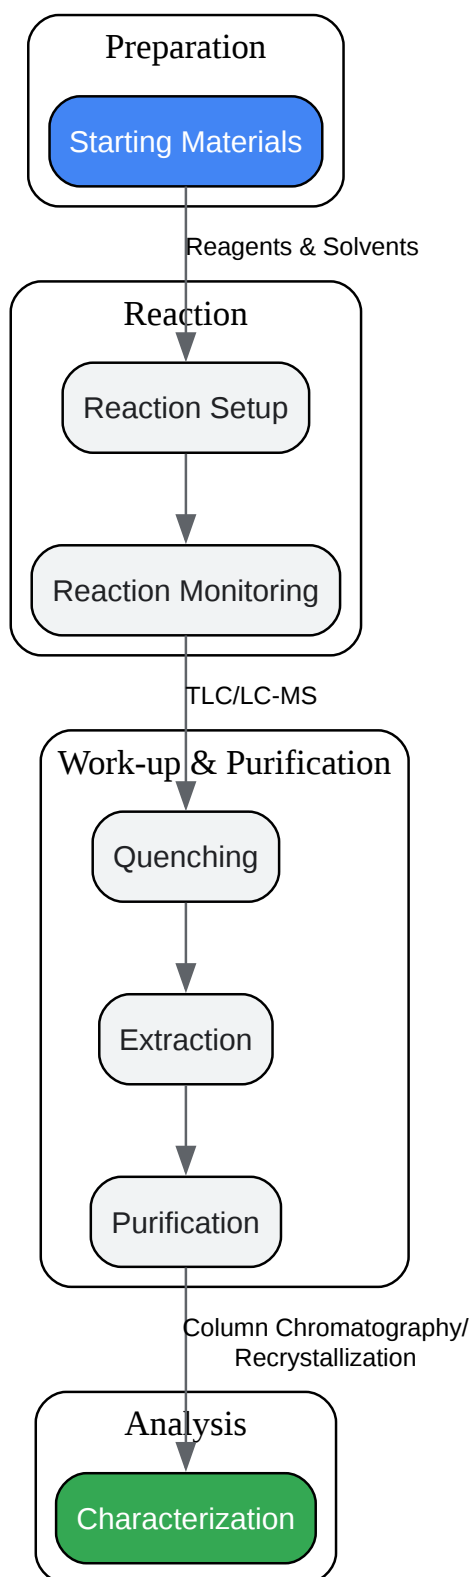 Preparation
Starting Materials
Reagents & Solvents
Reaction
Reaction Setup
Reaction Monitoring
TLC/LC-MS
Work-up & Purification
Quenching
Extraction
Purification
Column Chromatography/
Recrystallization
Analysis
Characterization